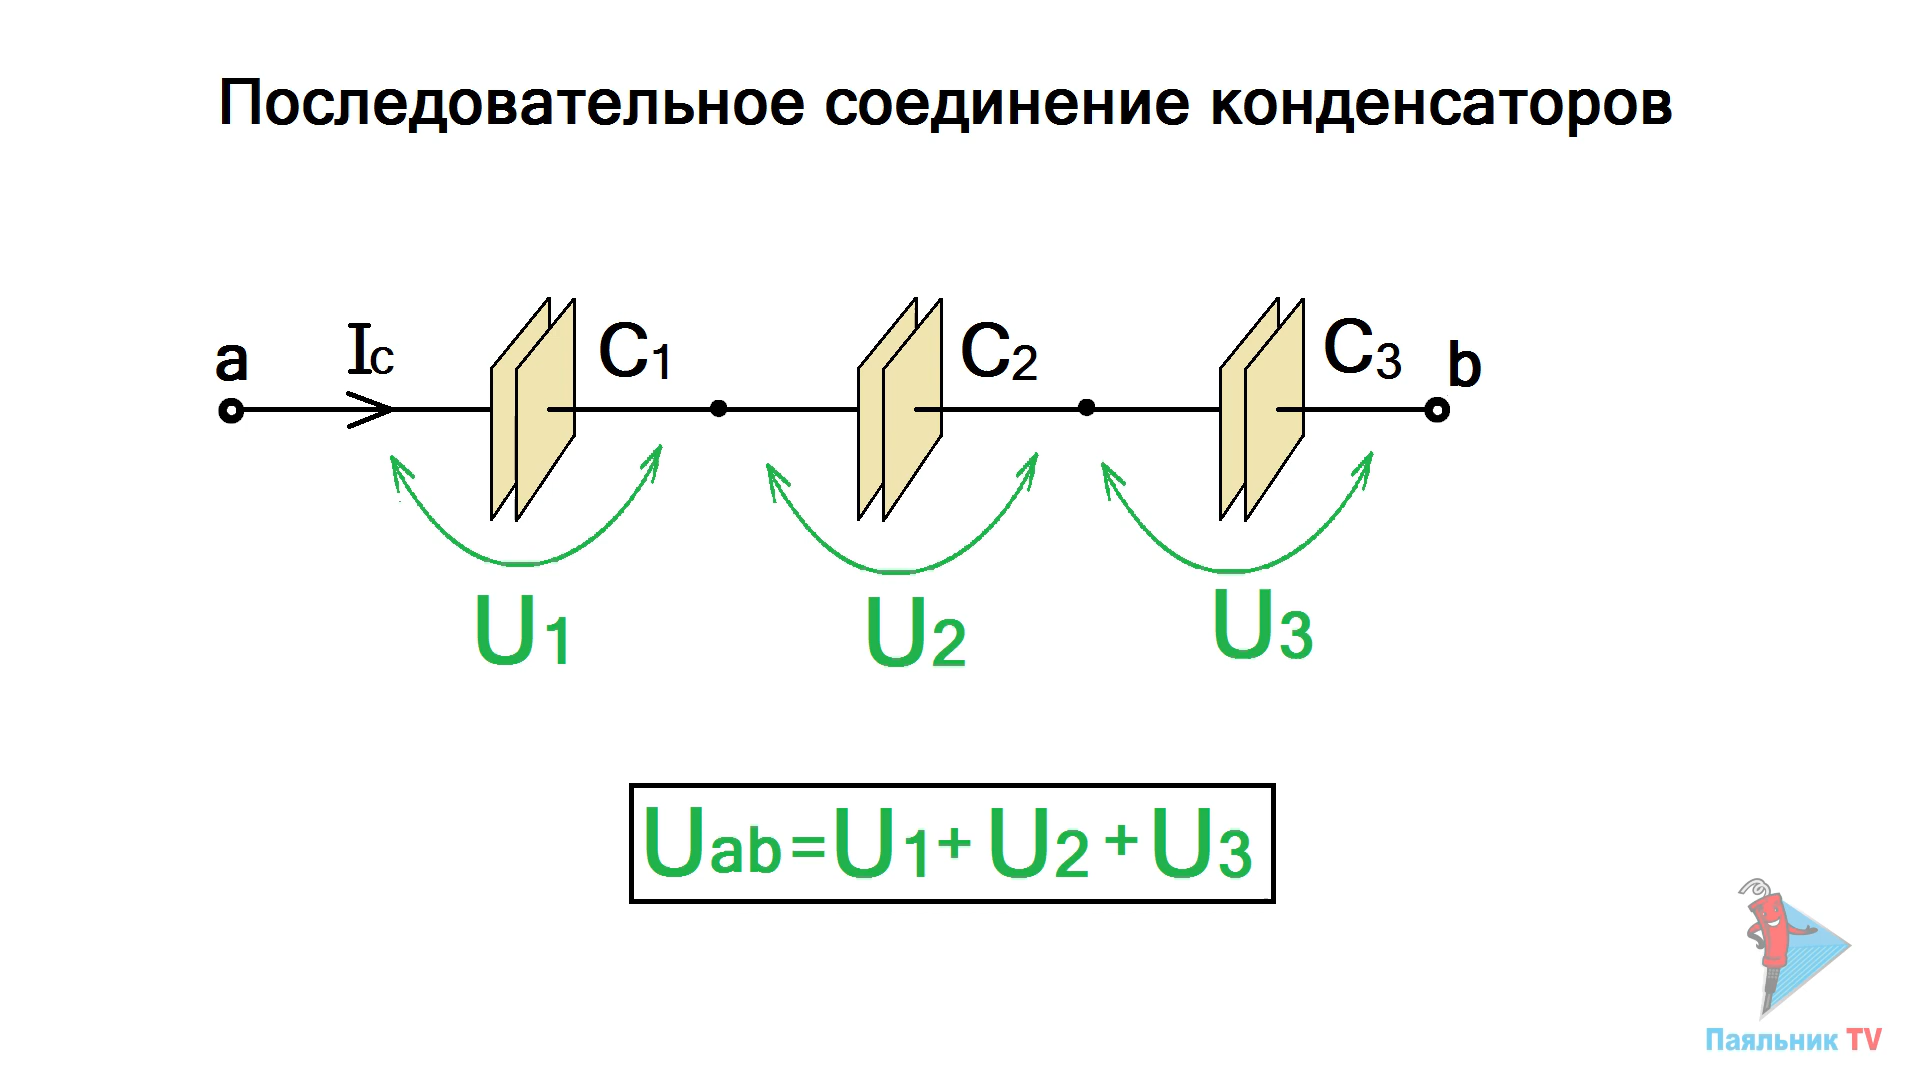 Последовательное соединение конденсаторов
a Ic C1 C2 C3 b
U1 U2 U3
Uab=U1+U2+U3
Паяльник TV